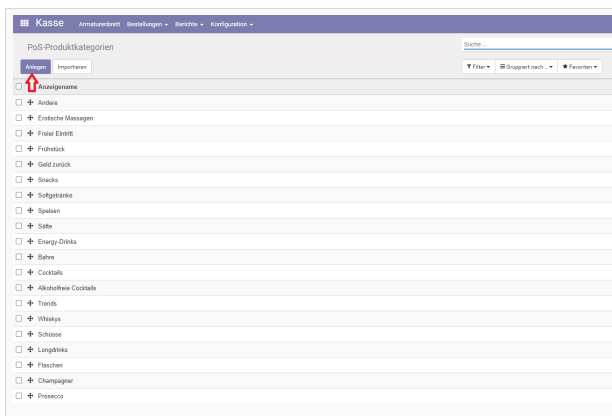 Kasse Armaturenbrett Bestellungen Berichte Konfiguration
PoS-Produktkategorien
Suche ...
Anlegen Importieren
Filter Gruppiert nach... Favoriten
Anzeigename
Andere
Erotische Massagen
Freier Eintritt
Frühstück
Geld zurück
Snacks
Softgetränke
Speisen
Säfte
Energy-Drinks
Bahre
Cocktails
Alkoholfreie Cocktails
Trends
Whiskys
Schüsse
Longdrinks
Flaschen
Champagner
Prosecco